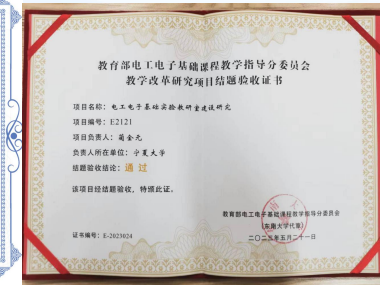 教育部电工电子基础课程教学指导分委员会
教学改革研究项目结题验收证书
项目名称：电工电子基础实验教研室建设研究
项目编号：E2121
项目负责人：蔺金元
负责人所在单位：宁夏大学
结题验收结论：通过
该项目经结题验收，特颁此证。
教育部电工电子基础课程教学指导分委员会
（东南大学代章）
证书编号：E-2023024
二〇二三年五月二十一日